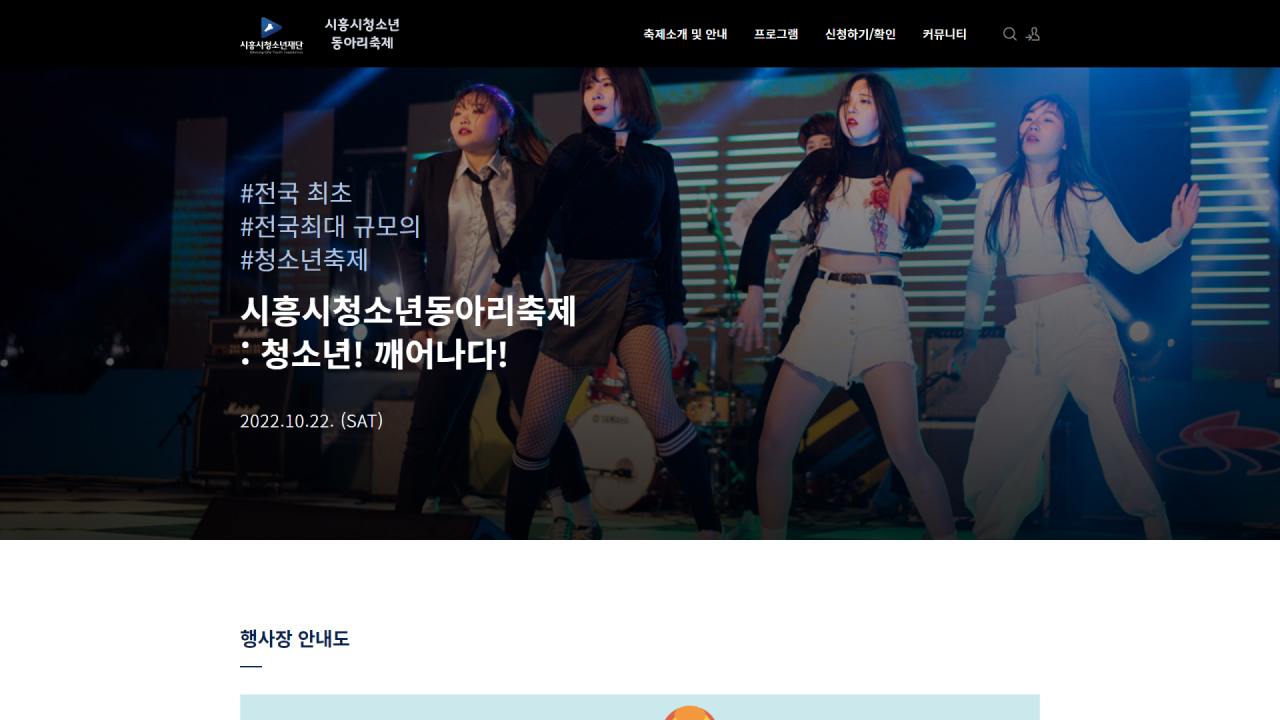 시흥시청소년재단
시흥시청소년
동아리축제
축제소개 및 안내
프로그램
신청하기/확인
커뮤니티
#전국 최초
#전국최대 규모의
#청소년축제
시흥시청소년동아리축제
: 청소년! 깨어나다!
2022.10.22. (SAT)
Marshall
YAMAHA
행사장 안내도